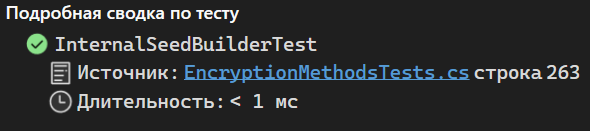 Подробная сводка по тесту
InternalSeedBuilderTest
Источник: EncryptionMethodsTests.cs строка 263
Длительность: < 1 мс